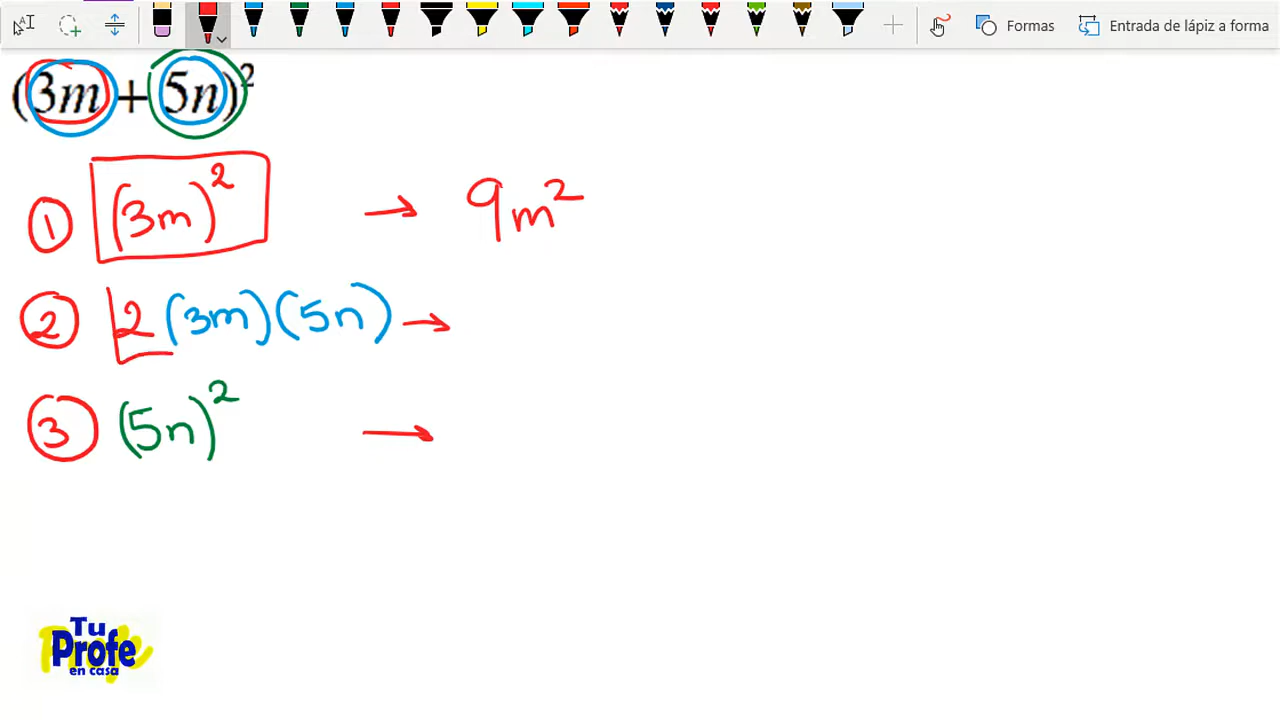 Formas Entrada de lápiz a forma
(3m + 5n)²
① (3m)² → 9m²
② 2(3m)(5n) →
③ (5n)² →
Tu
Profe
en casa